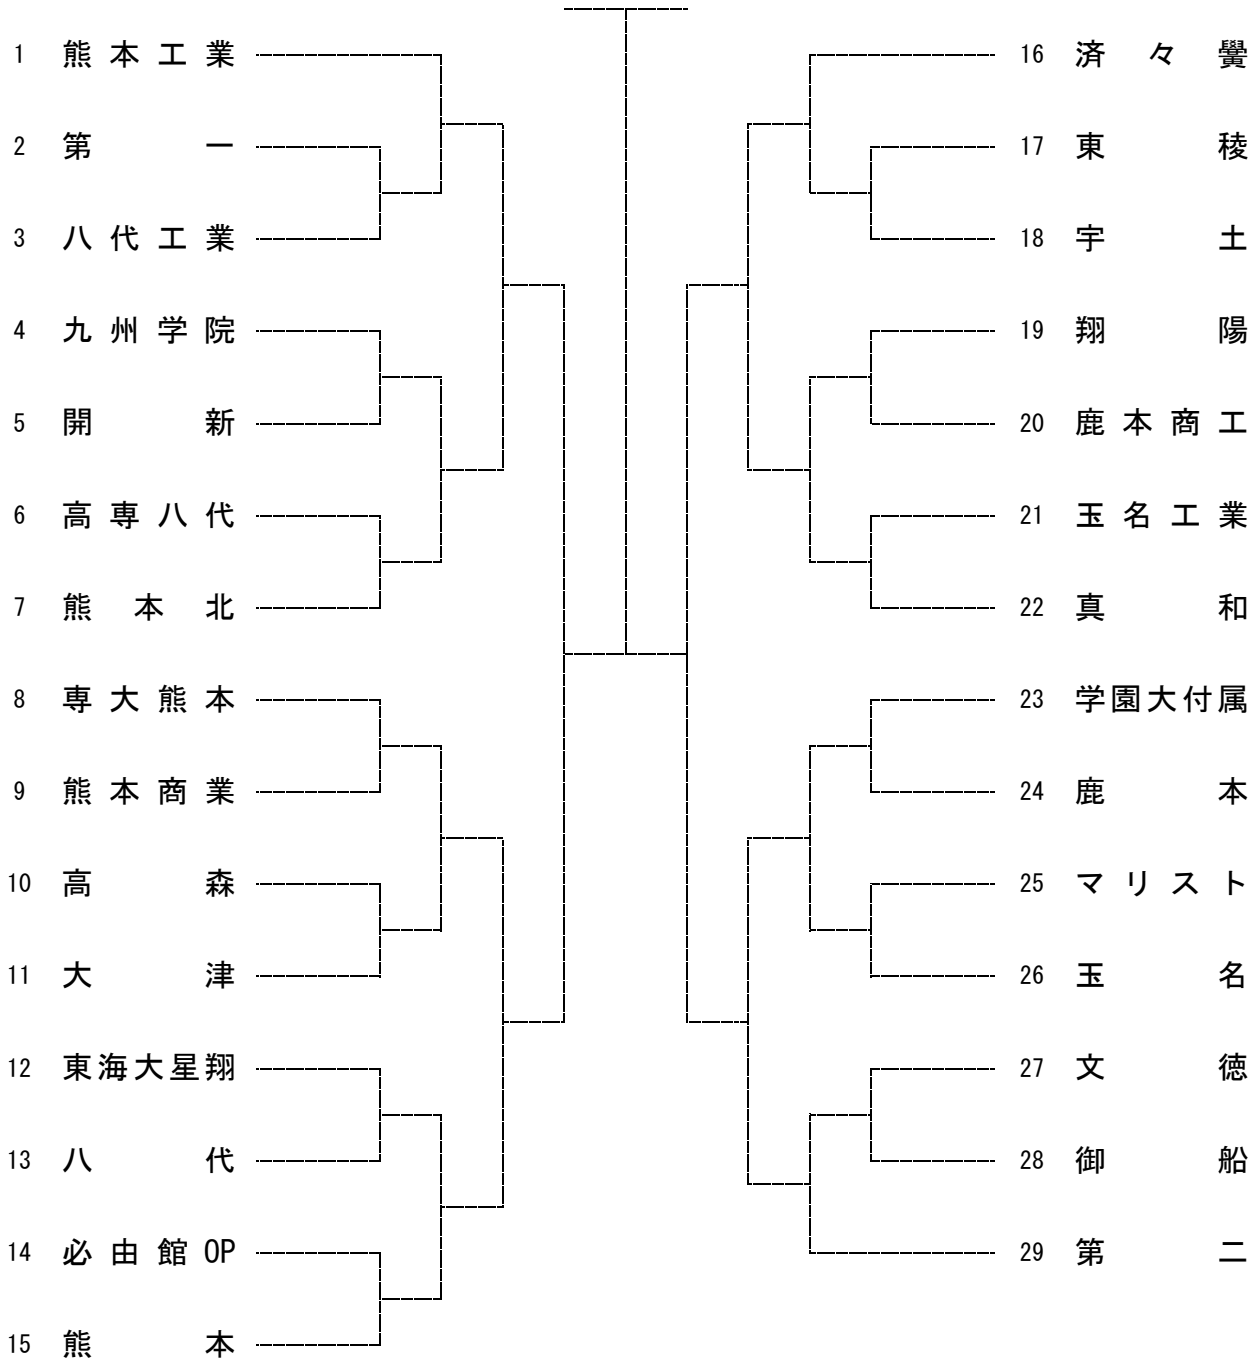 1 熊本工業
2 第一
3 八代工業
4 九州学院
5 開新
6 高専八代
7 熊本北
8 専大熊本
9 熊本商業
10 高森
11 大津
12 東海大星翔
13 八代
14 必由館OP
15 熊本
16 済々黌
17 東稜
18 宇土
19 翔陽
20 鹿本商工
21 玉名工業
22 真和
23 学園大付属
24 鹿本
25 マリスト
26 玉名
27 文徳
28 御船
29 第二